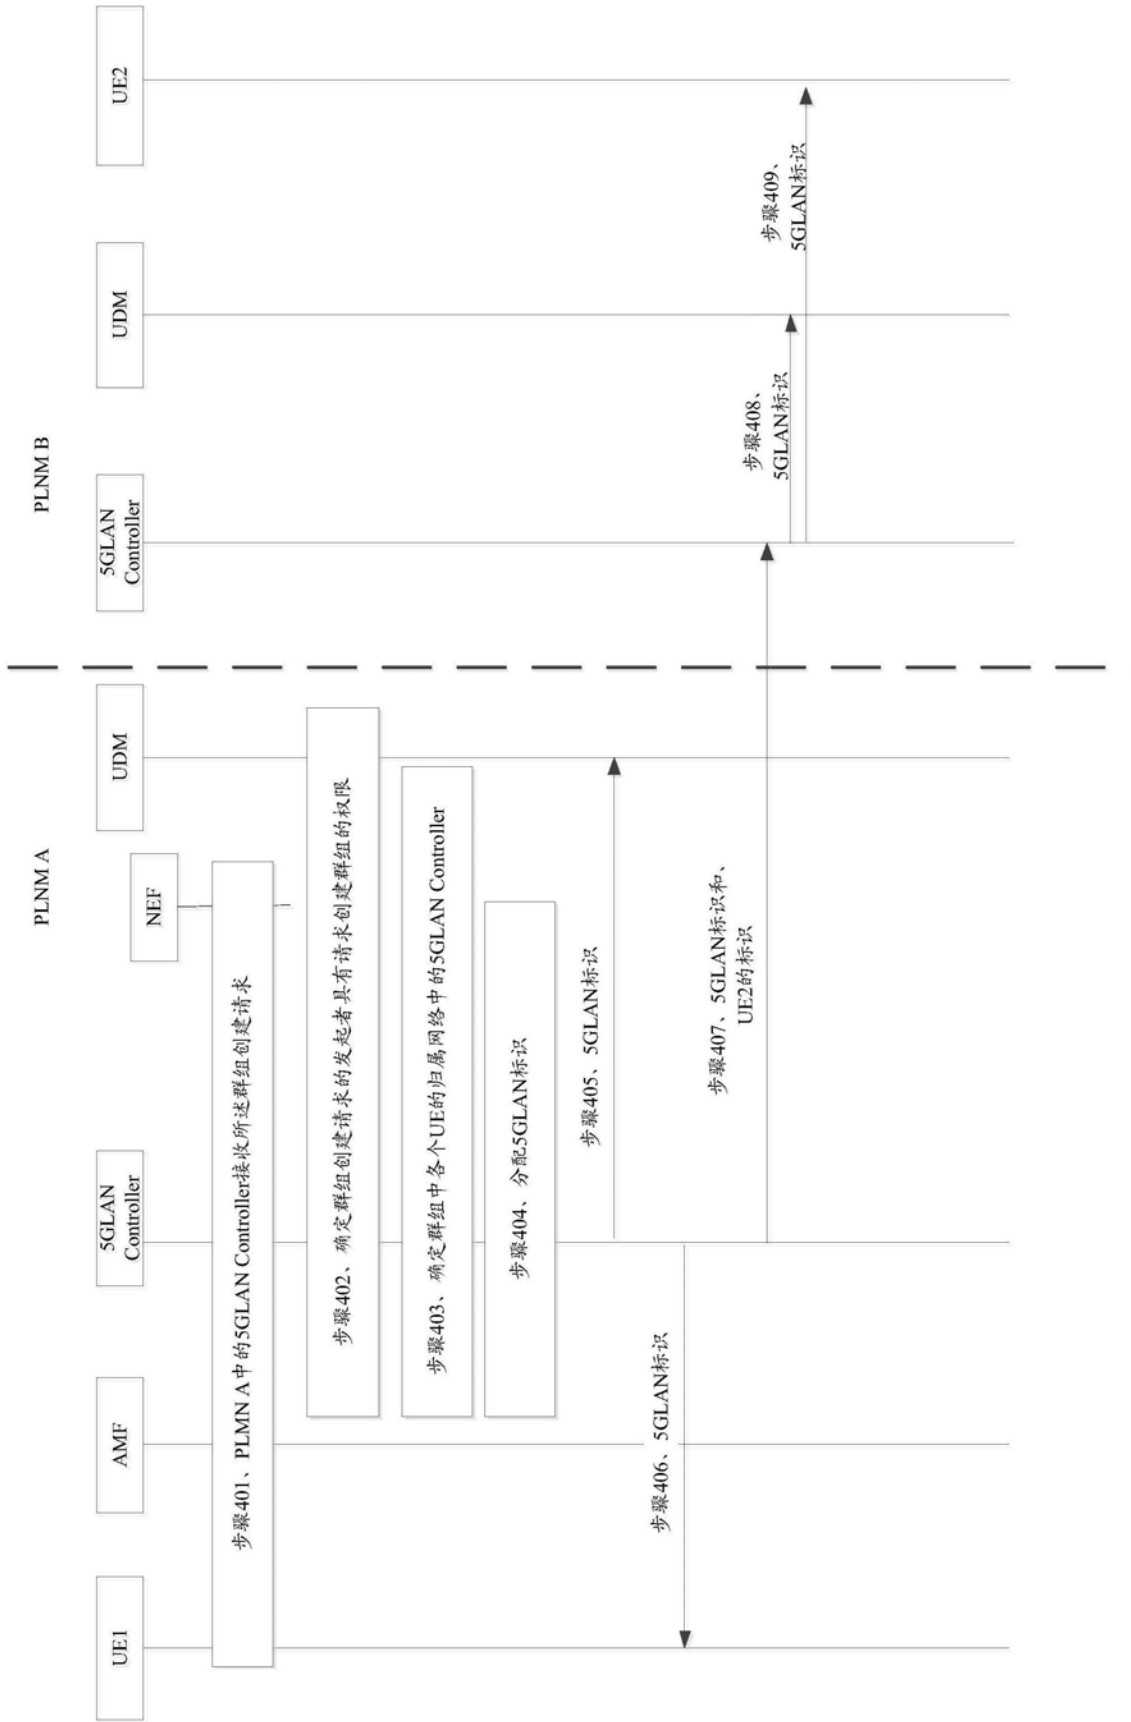 PLNM A
PLNM B
UE1
AMF
5GLAN
Controller
NEF
UDM
5GLAN
Controller
UDM
UE2
步骤401、PLMN A中的5GLAN Controller接收所述群组创建请求
步骤402、确定群组创建请求的发起者具有请求创建群组的权限
步骤403、确定群组中各个UE的归属网络中的5GLAN Controller
步骤404、分配5GLAN标识
步骤405、5GLAN标识
步骤406、5GLAN标识
步骤407、5GLAN标识和、
UE2的标识
步骤408、
5GLAN标识
步骤409、
5GLAN标识